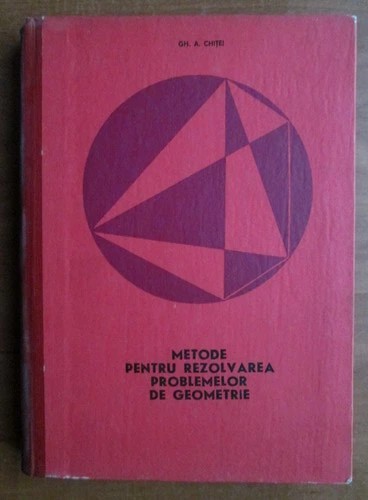 GH. A. CHIȚEI
METODE
PENTRU REZOLVAREA
PROBLEMELOR
DE GEOMETRIE